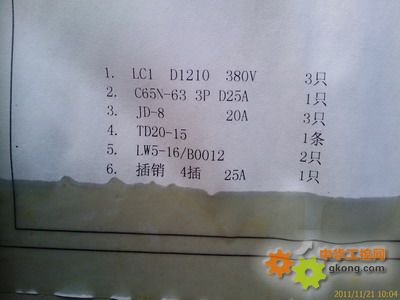 1. LC1 D1210 380V 3只
2. C65N-63 3P D25A 1只
3. JD-8 20A 3只
4. TD20-15 1条
5. LW5-16/B0012 2只
6. 插销 4插 25A 1只
中华工控网
gkong.com
2011/11/21 10:04